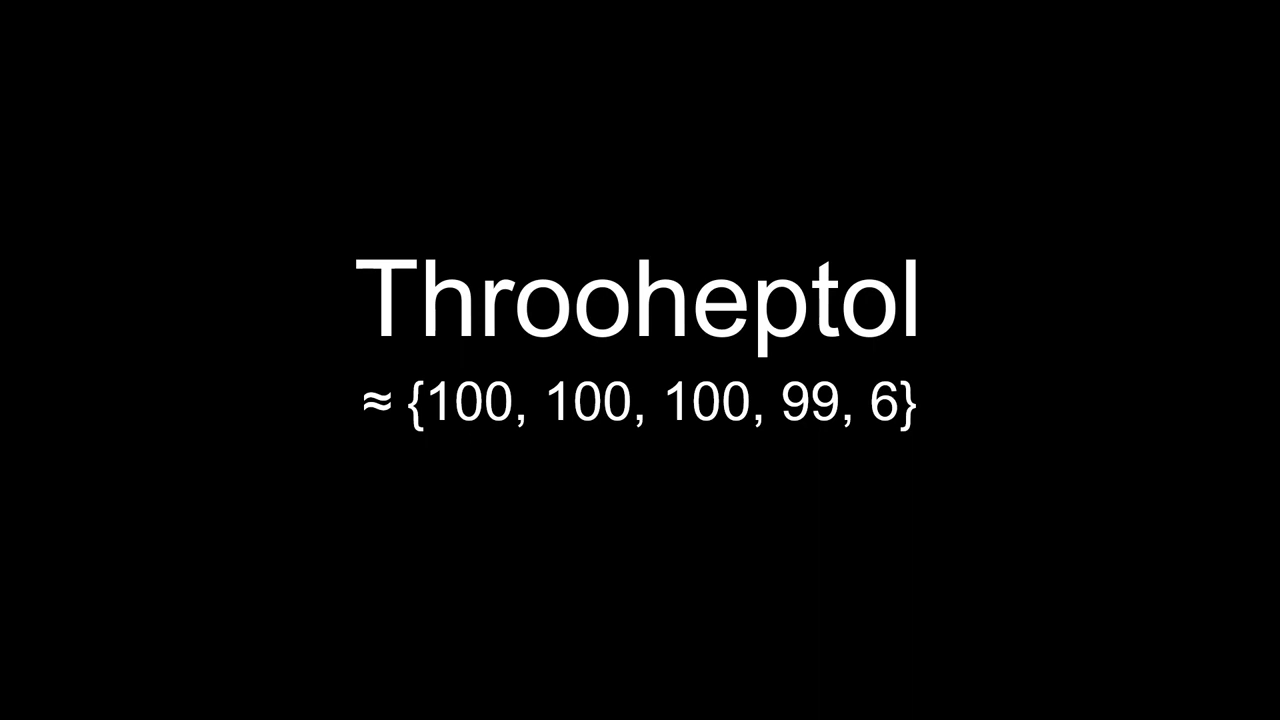 Throoheptol
≈ {100, 100, 100, 99, 6}